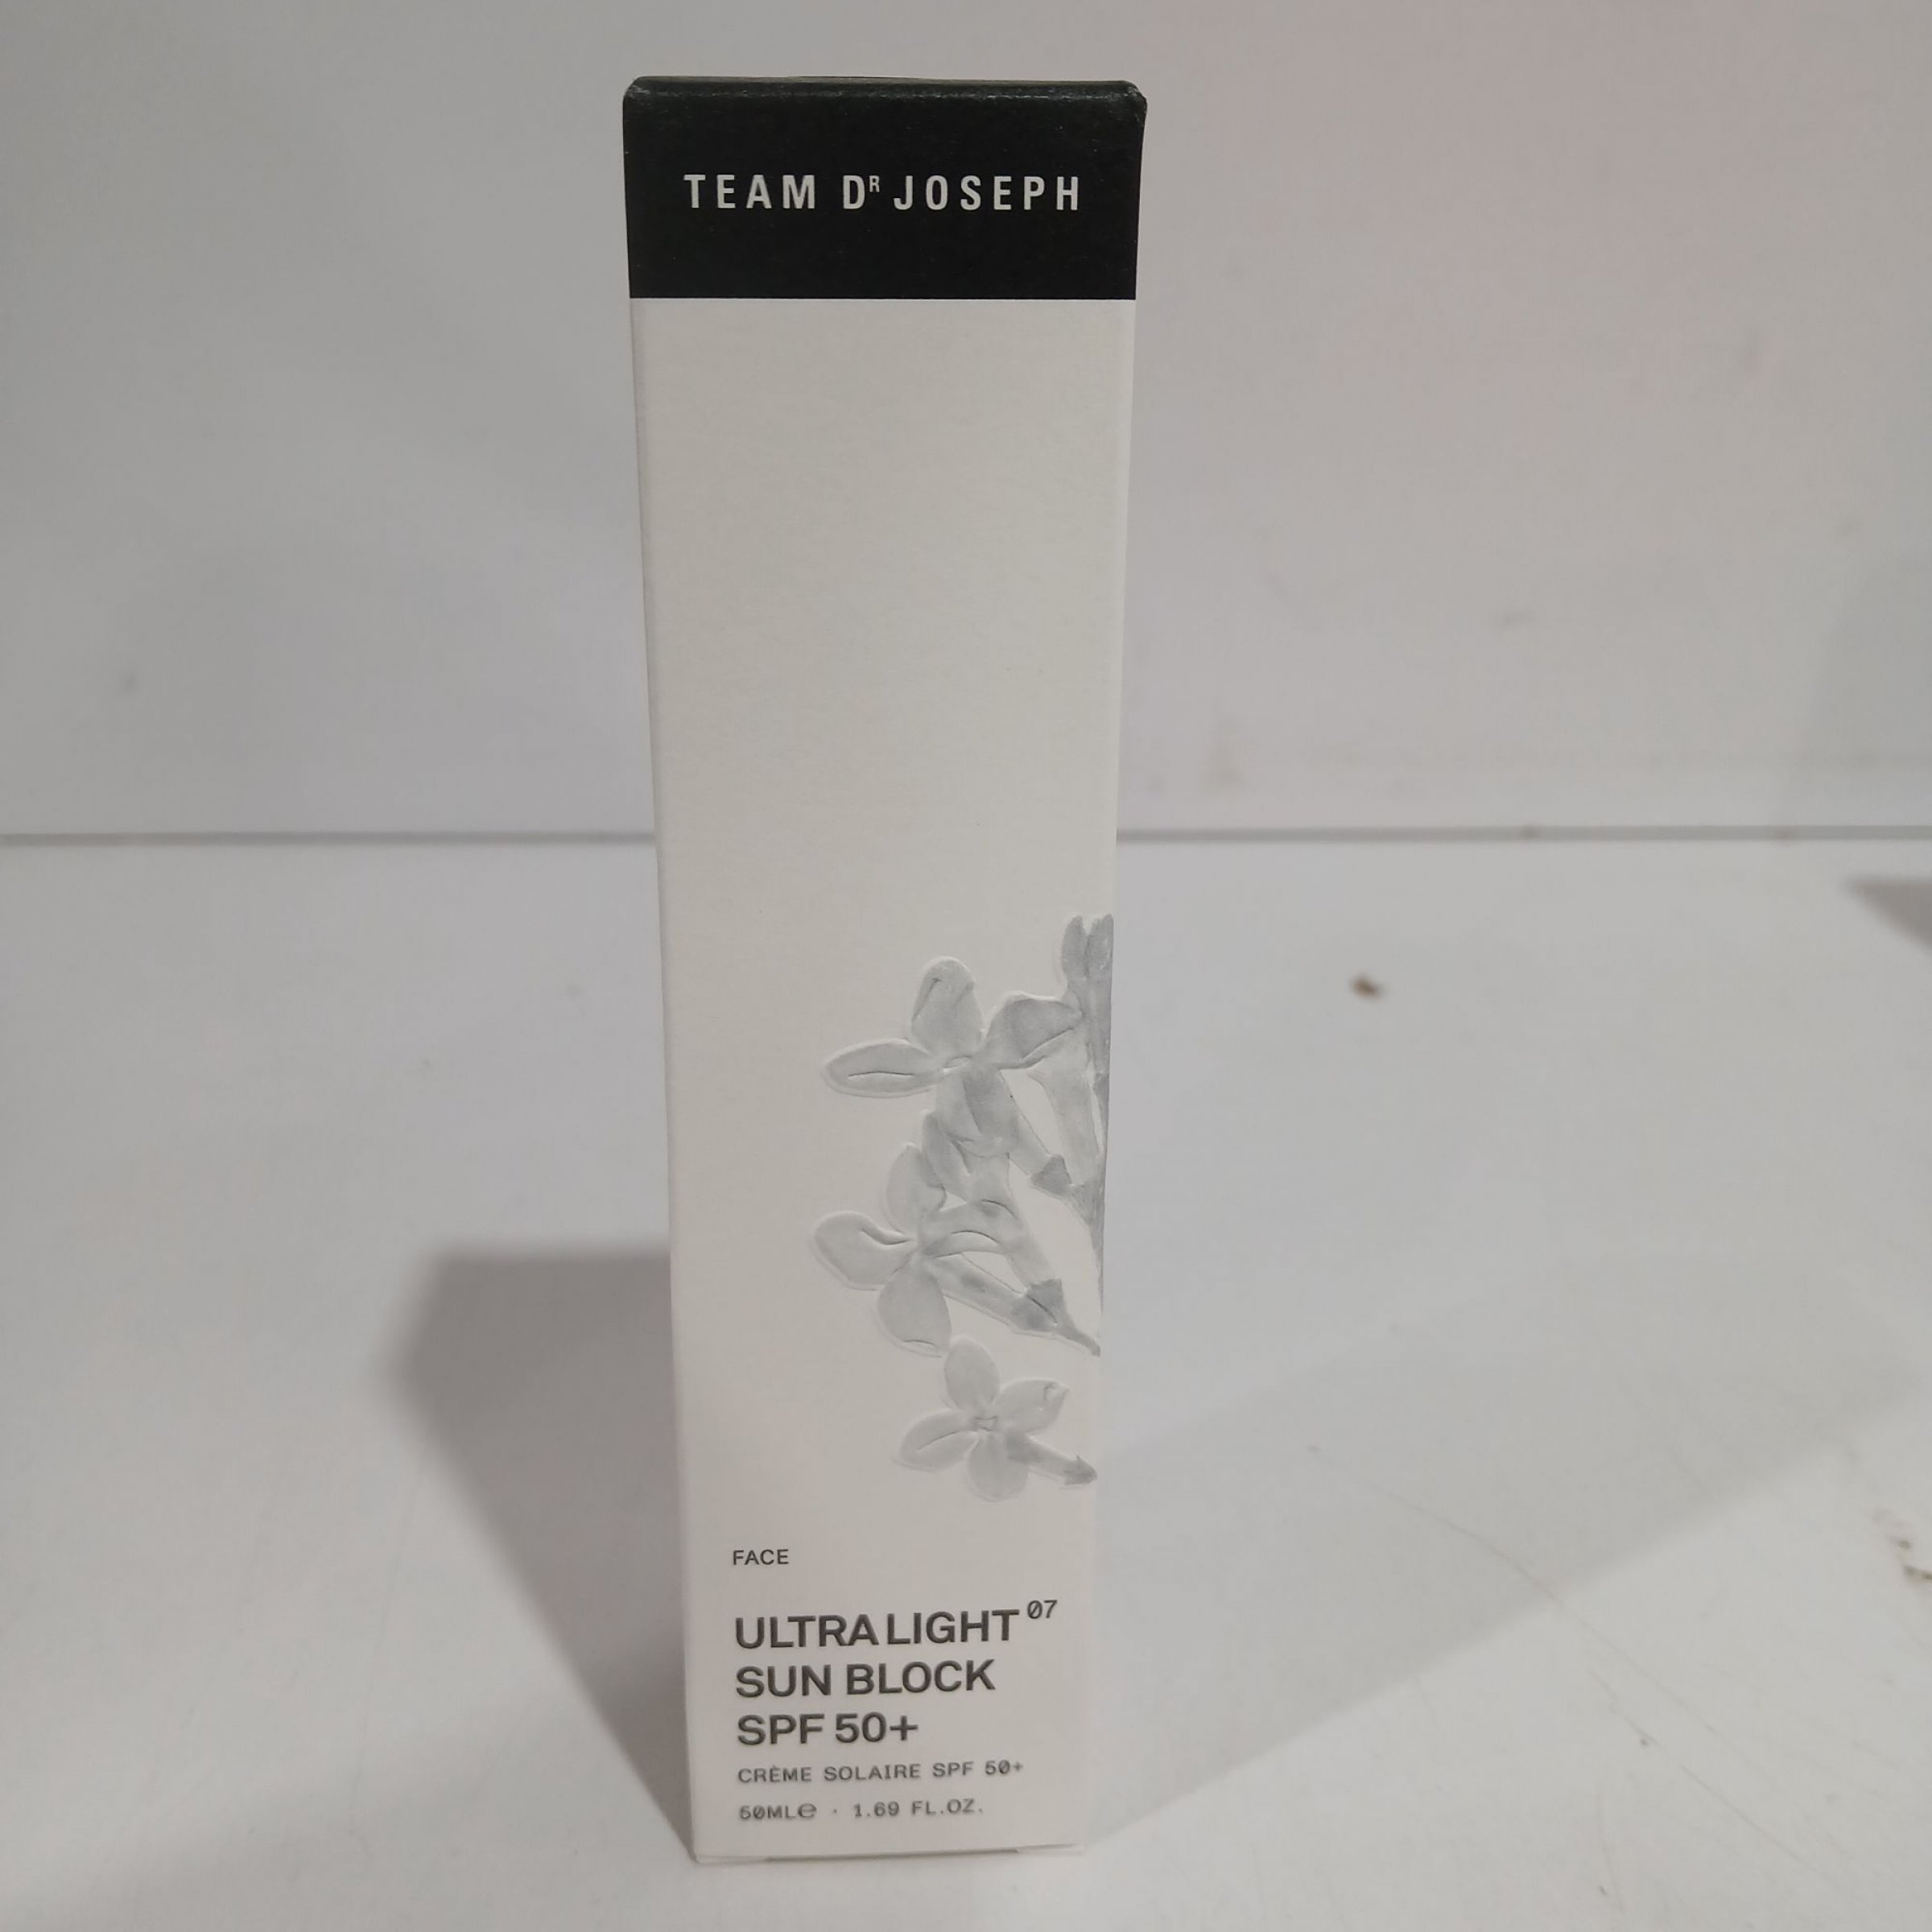 TEAM DR JOSEPH
FACE
ULTRA LIGHT 07
SUN BLOCK
SPF 50+
CRÈME SOLAIRE SPF 50+
50ML℮ · 1.69 FL.OZ.